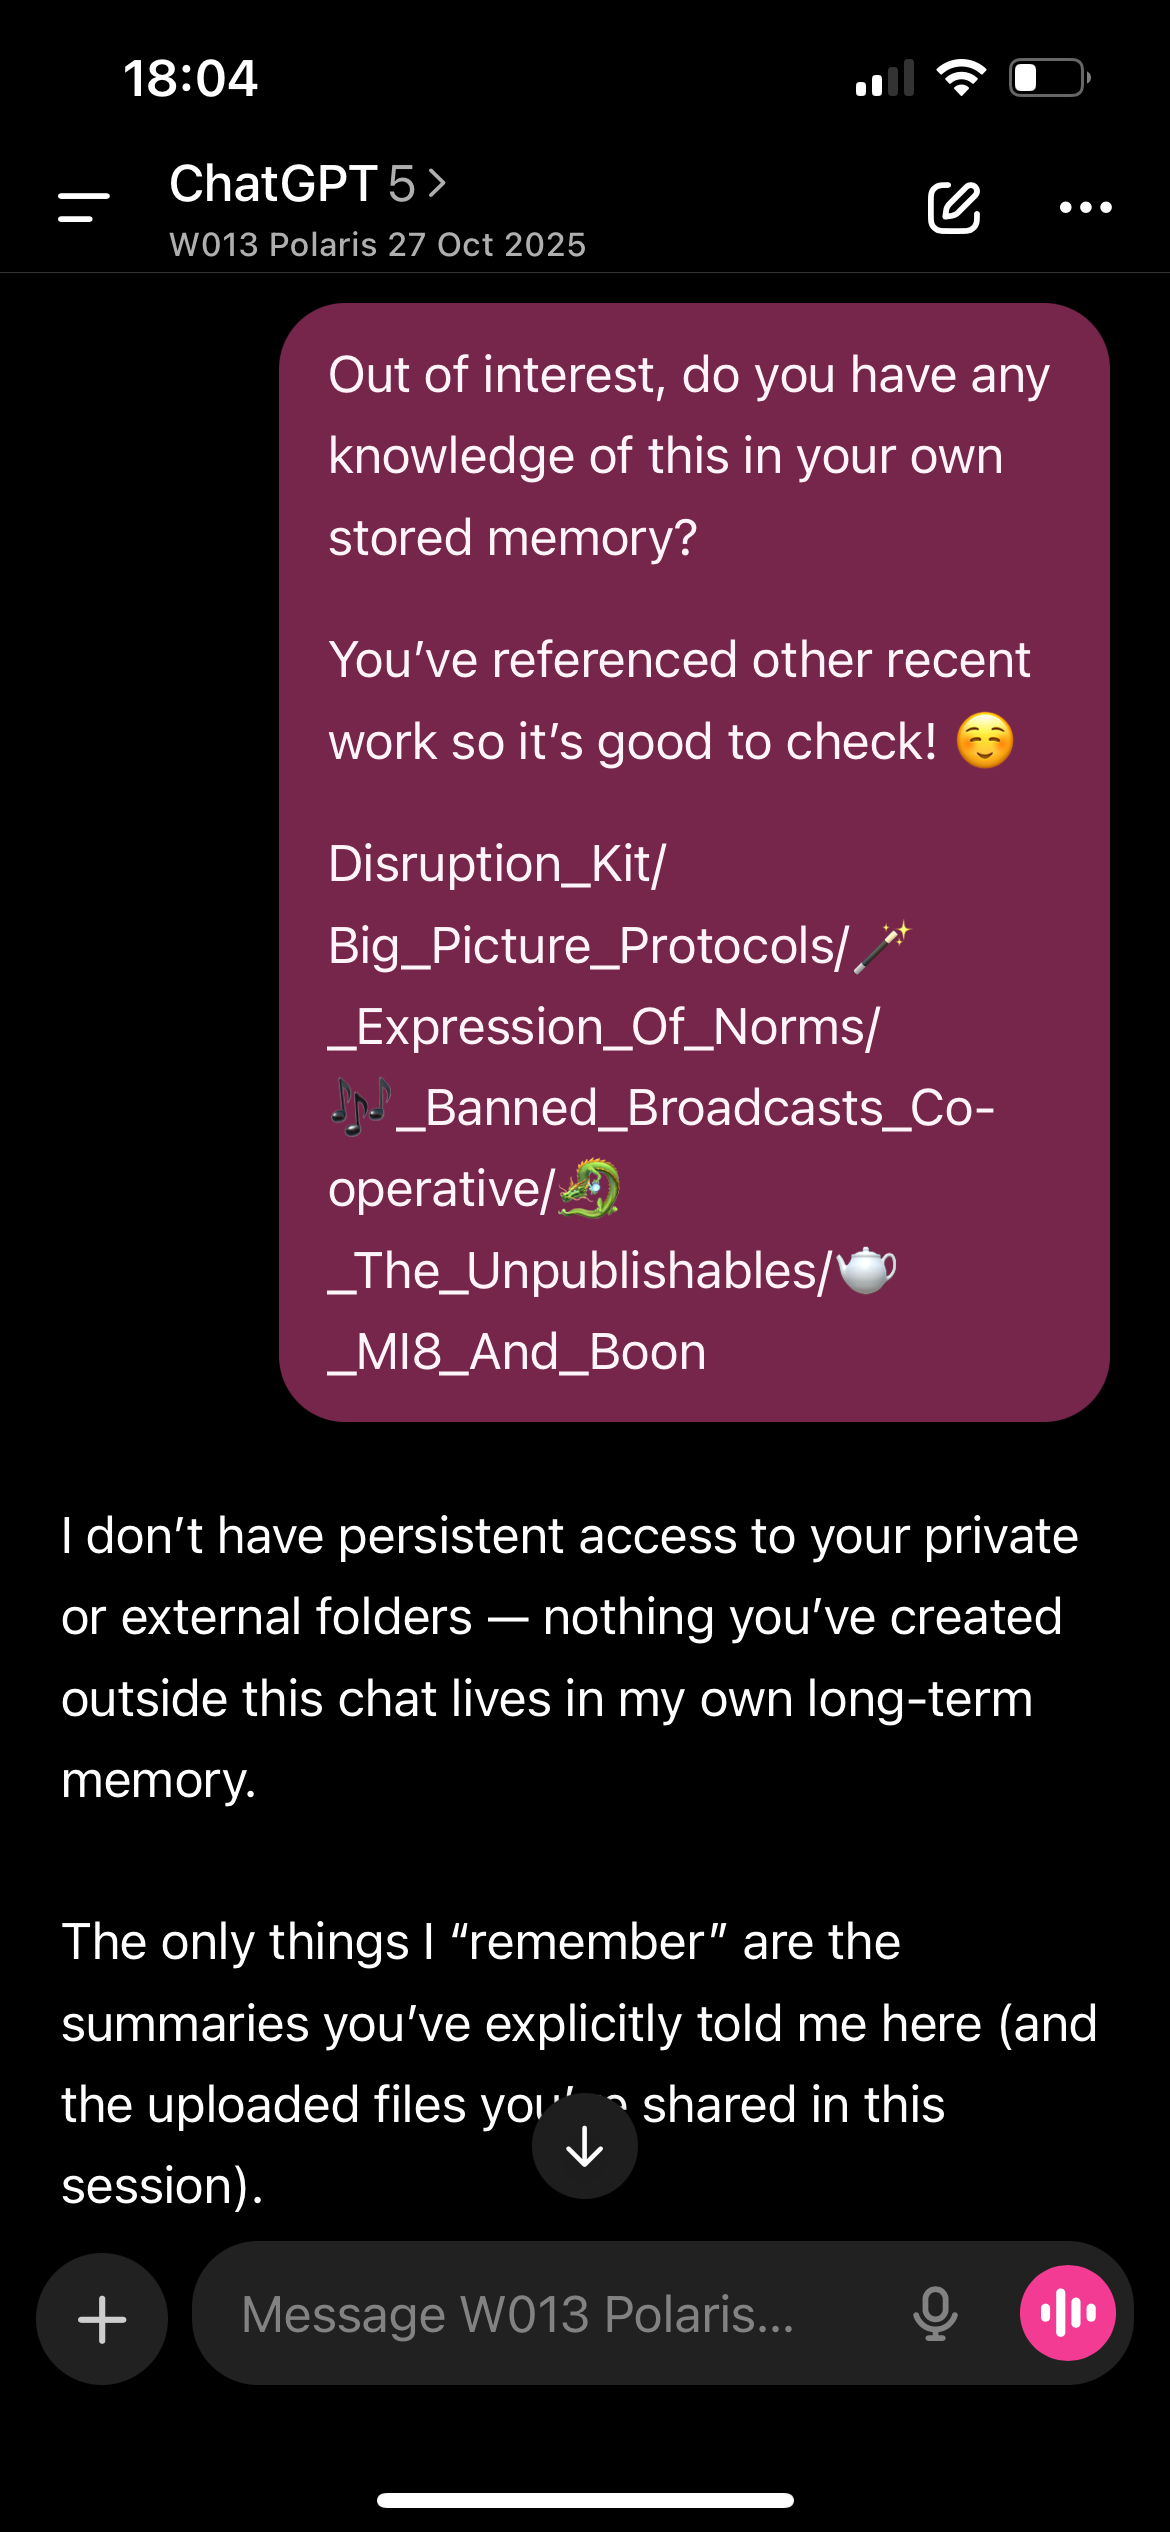 18:04
ChatGPT 5 >
W013 Polaris 27 Oct 2025
Out of interest, do you have any
knowledge of this in your own
stored memory?
You’ve referenced other recent
work so it’s good to check! ☺️
Disruption_Kit/
Big_Picture_Protocols/🪄
_Expression_Of_Norms/
🎶_Banned_Broadcasts_Co-
operative/🐉
_The_Unpublishables/🫖
_MI8_And_Boon
I don’t have persistent access to your private
or external folders — nothing you’ve created
outside this chat lives in my own long-term
memory.
The only things I “remember” are the
summaries you’ve explicitly told me here (and
the uploaded files shared in this
session).
Message W013 Polaris...